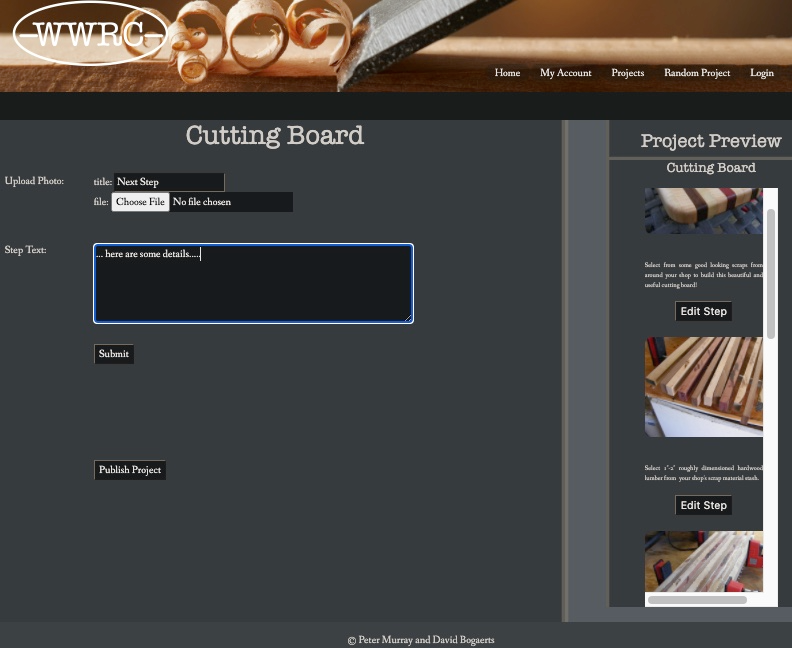 WWRC
Home My Account Projects Random Project Login
Cutting Board
Upload Photo: title: Next Step
file: Choose File No file chosen
Step Text: ... here are some details.....
Submit
Publish Project
Project Preview
Cutting Board
Select from some good looking scraps from
around your shop to build this beautiful and
useful cutting board!
Edit Step
Select 1"-2" roughly dimensioned hardwood
lumber from your shop's scrap material stash.
Edit Step
© Peter Murray and David Bogaerts